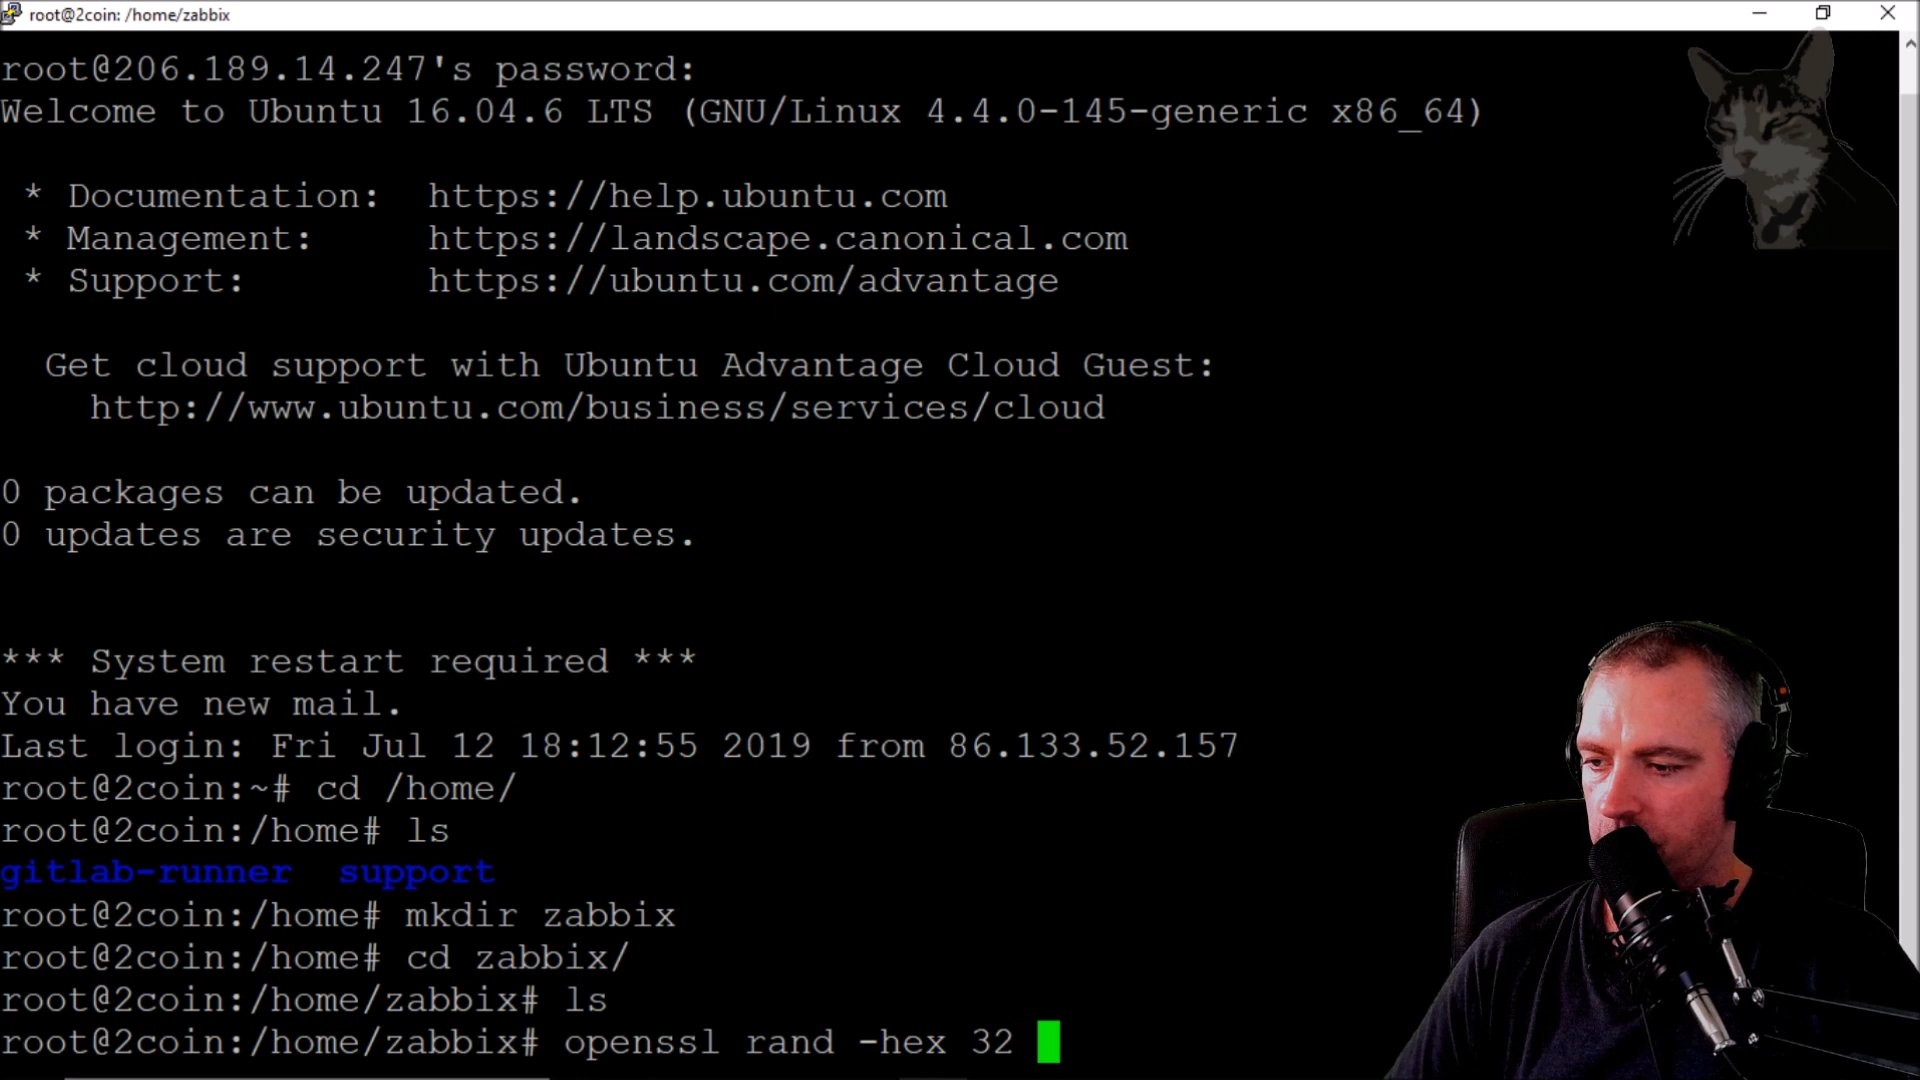 root@2coin: /home/zabbix
root@206.189.14.247's password:
Welcome to Ubuntu 16.04.6 LTS (GNU/Linux 4.4.0-145-generic x86_64)
* Documentation: https://help.ubuntu.com
* Management: https://landscape.canonical.com
* Support: https://ubuntu.com/advantage
Get cloud support with Ubuntu Advantage Cloud Guest:
http://www.ubuntu.com/business/services/cloud
0 packages can be updated.
0 updates are security updates.
*** System restart required ***
You have new mail.
Last login: Fri Jul 12 18:12:55 2019 from 86.133.52.157
root@2coin:~# cd /home/
root@2coin:/home# ls
gitlab-runner support
root@2coin:/home# mkdir zabbix
root@2coin:/home# cd zabbix/
root@2coin:/home/zabbix# ls
root@2coin:/home/zabbix# openssl rand -hex 32